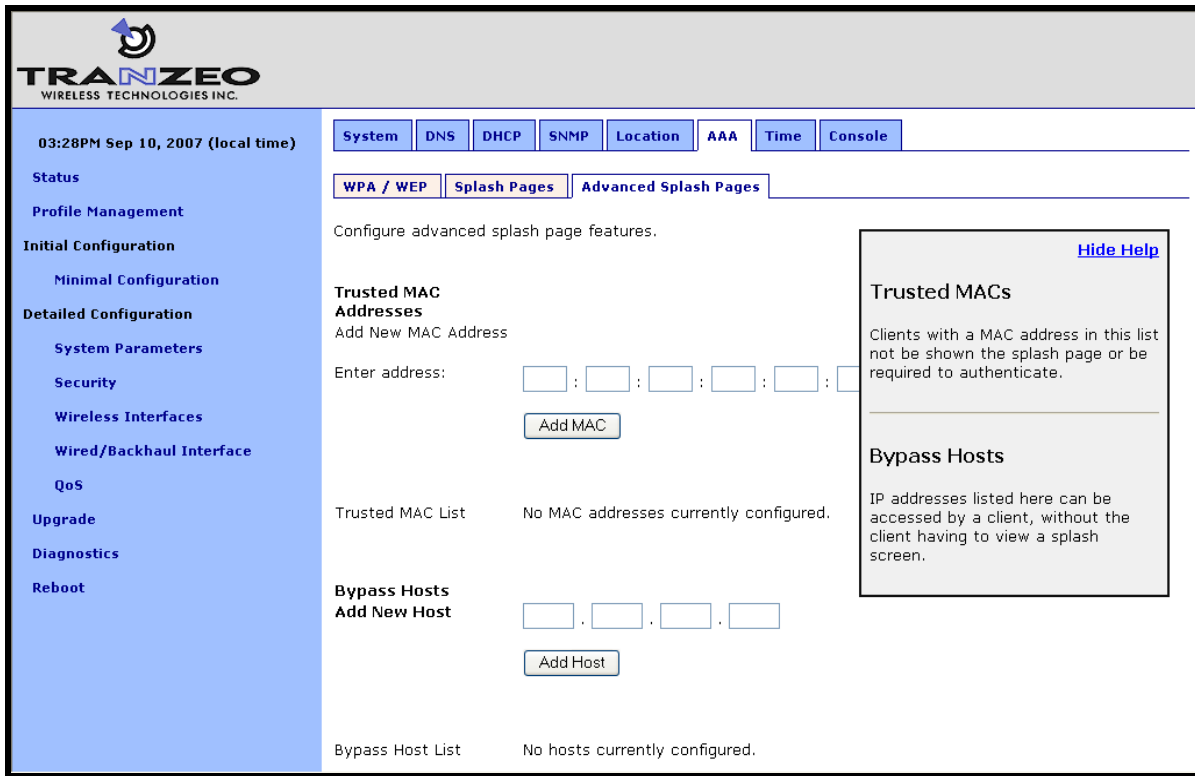 TRANZEO
WIRELESS TECHNOLOGIES INC.
03:28PM Sep 10, 2007 (local time)
Status
Profile Management
Initial Configuration
Minimal Configuration
Detailed Configuration
System Parameters
Security
Wireless Interfaces
Wired/Backhaul Interface
QoS
Upgrade
Diagnostics
Reboot
System DNS DHCP SNMP Location AAA Time Console
WPA / WEP Splash Pages Advanced Splash Pages
Configure advanced splash page features.
Trusted MAC
Addresses
Add New MAC Address
Enter address: : : : : :
Add MAC
Trusted MAC List No MAC addresses currently configured.
Bypass Hosts
Add New Host . . .
Add Host
Bypass Host List No hosts currently configured.
Hide Help
Trusted MACs
Clients with a MAC address in this list
not be shown the splash page or be
required to authenticate.
Bypass Hosts
IP addresses listed here can be
accessed by a client, without the
client having to view a splash
screen.